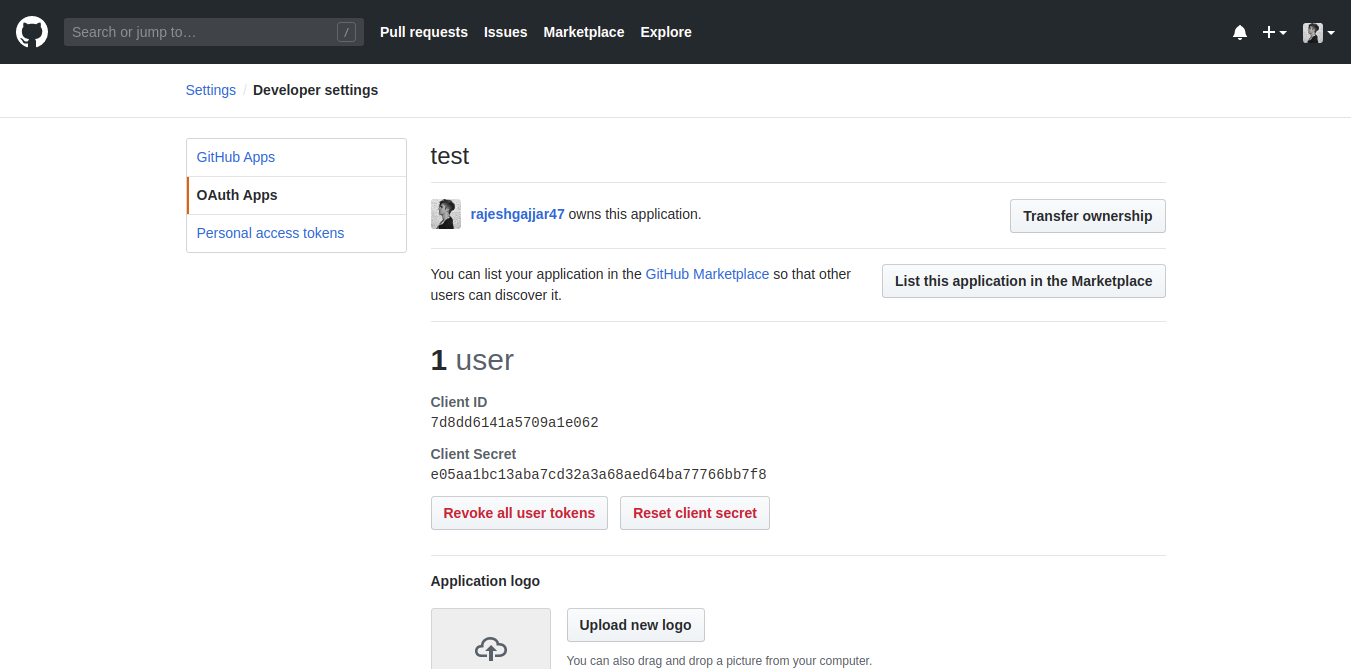 Search or jump to…
/
Pull requests
Issues
Marketplace
Explore
Settings / Developer settings
GitHub Apps
OAuth Apps
Personal access tokens
test
rajeshgajjar47 owns this application.
Transfer ownership
You can list your application in the GitHub Marketplace so that other
users can discover it.
List this application in the Marketplace
1 user
Client ID
7d8dd6141a5709a1e062
Client Secret
e05aa1bc13aba7cd32a3a68aed64ba77766bb7f8
Revoke all user tokens
Reset client secret
Application logo
Upload new logo
You can also drag and drop a picture from your computer.